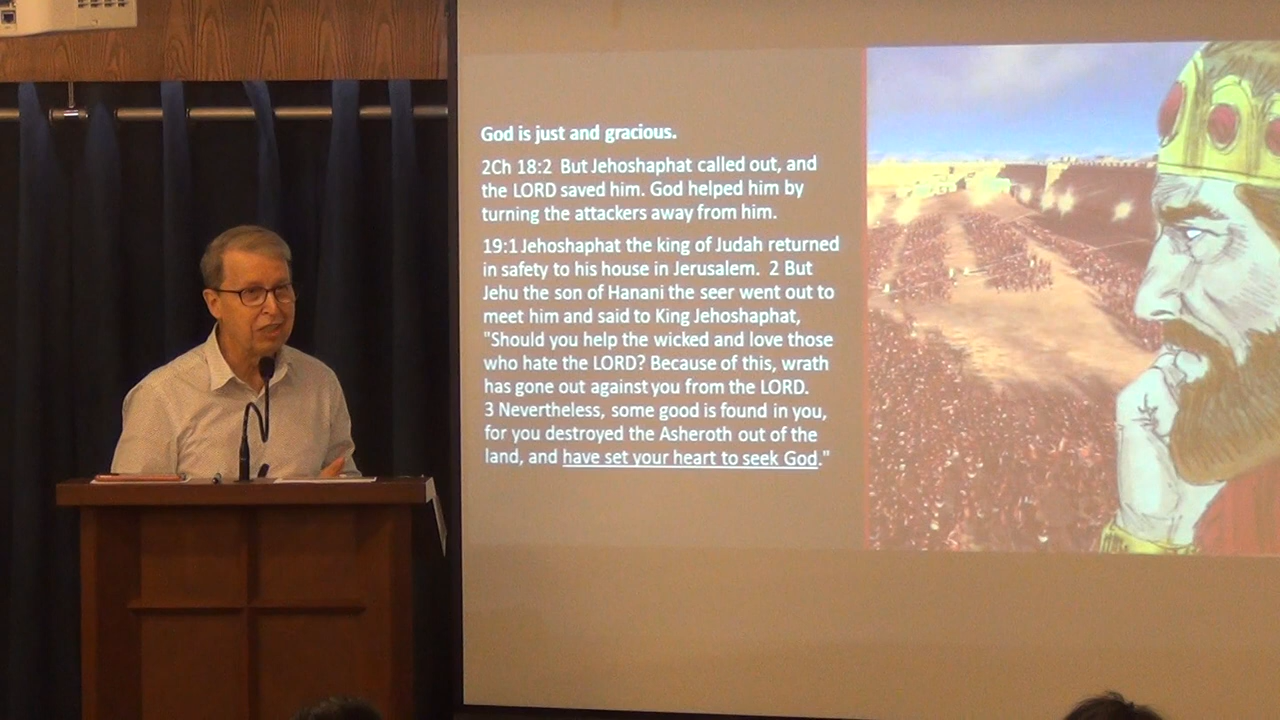 God is just and gracious.
2Ch 18:2  But Jehoshaphat called out, and
the LORD saved him. God helped him by
turning the attackers away from him.
19:1 Jehoshaphat the king of Judah returned
in safety to his house in Jerusalem.  2 But
Jehu the son of Hanani the seer went out to
meet him and said to King Jehoshaphat,
"Should you help the wicked and love those
who hate the LORD? Because of this, wrath
has gone out against you from the LORD.
3 Nevertheless, some good is found in you,
for you destroyed the Asheroth out of the
land, and have set your heart to seek God."